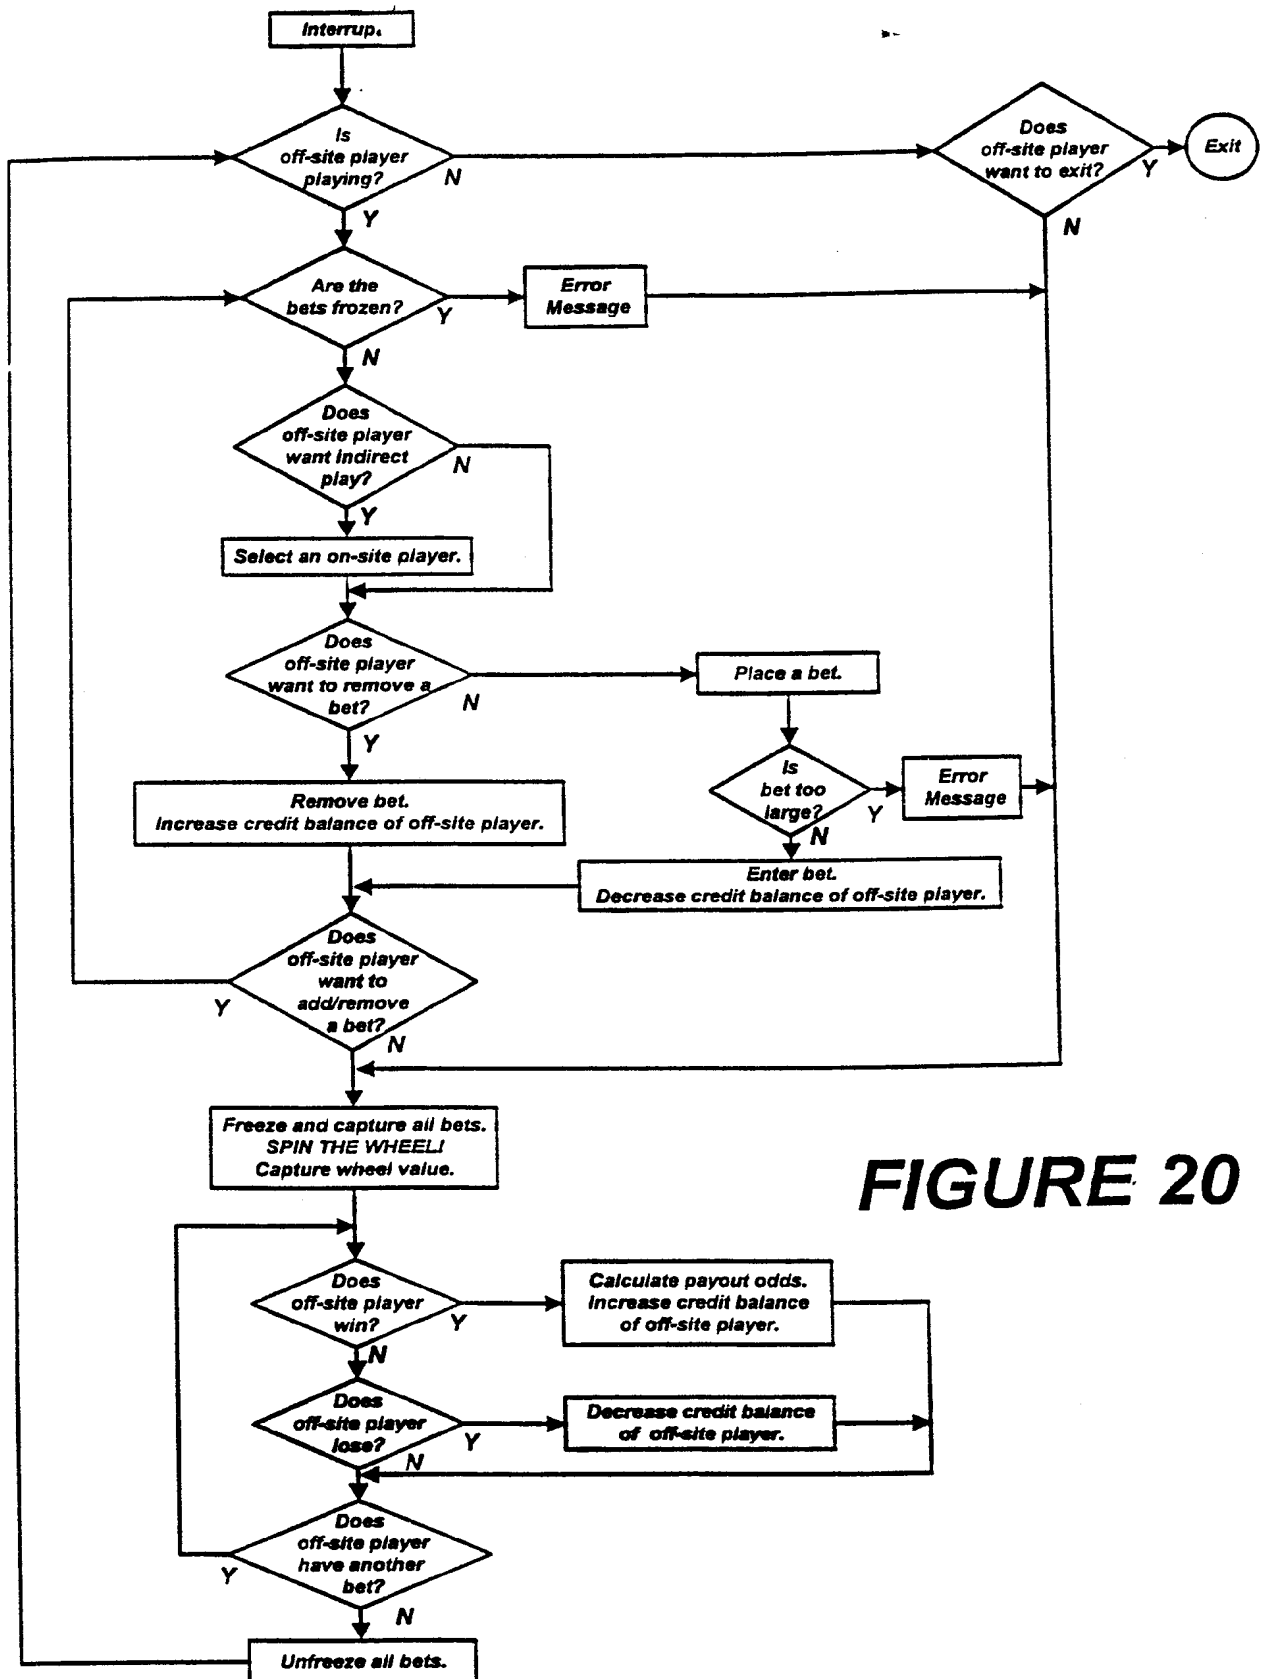 Interrup.
Is
off-site player
playing?
N
Y
Does
off-site player
want to exit?
Y
Exit
N
Are the
bets frozen?
Y
Error
Message
N
Does
off-site player
want indirect
play?
N
Y
Select an on-site player.
Does
off-site player
want to remove a
bet?
N
Y
Place a bet.
Is
bet too
large?
Y
Error
Message
N
Remove bet.
Increase credit balance of off-site player.
Enter bet.
Decrease credit balance of off-site player.
Does
off-site player
want to
add/remove
a bet?
Y
N
Freeze and capture all bets.
SPIN THE WHEEL!
Capture wheel value.
FIGURE 20
Does
off-site player
win?
Y
N
Calculate payout odds.
Increase credit balance
of off-site player.
Does
off-site player
lose?
Y
N
Decrease credit balance
of off-site player.
Does
off-site player
have another
bet?
Y
N
Unfreeze all bets.